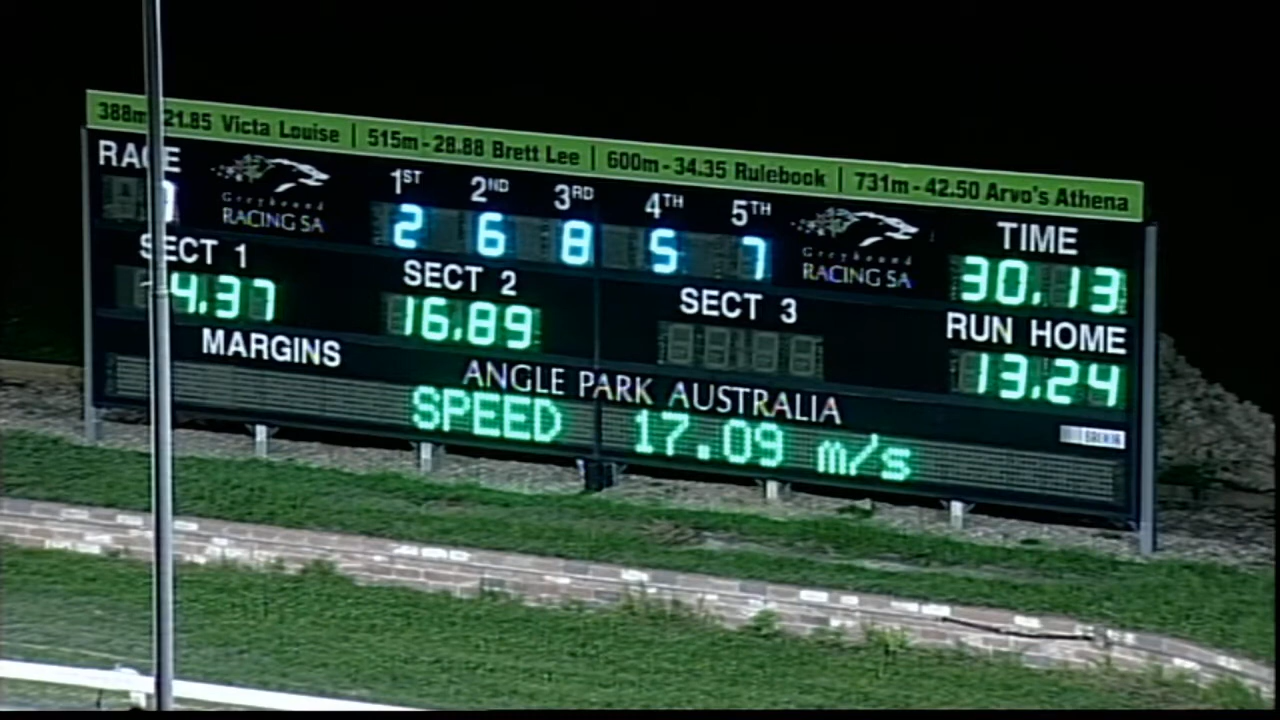 388m-21.85 Victa Louise | 515m-28.88 Brett Lee | 600m-34.35 Rulebook | 731m-42.50 Arvo's Athena
RACE
Greyhound
RACING SA
1ST 2ND 3RD 4TH 5TH
2 6 8 5 7
Greyhound
RACING SA
TIME
30.13
SECT 1
4.37
SECT 2
16.89
SECT 3
RUN HOME
13.24
MARGINS
ANGLE PARK AUSTRALIA
SPEED 17.09 m/s